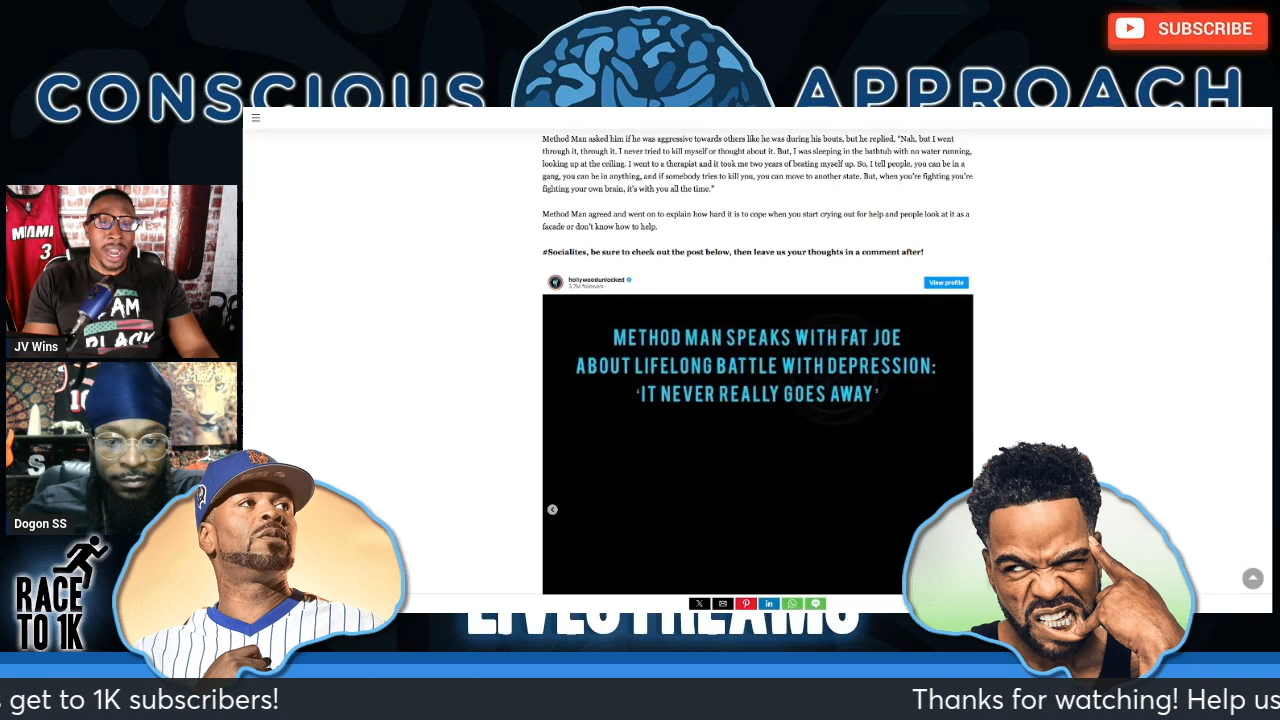 SUBSCRIBE
CONSCIOUS
APPROACH
Method Man asked him if he was aggressive towards others like he was during his bouts, but he replied, “Nah, but I went
through it, through it. I never tried to kill myself or thought about it. But, I was sleeping in the bathtub with no water running,
looking up at the ceiling. I went to a therapist and it took me two years of beating myself up. So, I tell people, you can be in a
gang, you can be in anything, and if somebody tries to kill you, you can move to another state. But, when you’re fighting you’re
fighting your own brain, it’s with you all the time.”
Method Man agreed and went on to explain how hard it is to cope when you start crying out for help and people look at it as a
facade or don’t know how to help.
#Socialites, be sure to check out the post below, then leave us your thoughts in a comment after!
hollywoodunlocked
3.7M followers
View profile
METHOD MAN SPEAKS WITH FAT JOE
ABOUT LIFELONG BATTLE WITH DEPRESSION:
‘IT NEVER REALLY GOES AWAY’
MIAMI
3
I AM
BLACK
JV Wins
S
Dogon SS
RACE
TO 1K
LIVESTREAMS
s get to 1K subscribers!
Thanks for watching! Help us